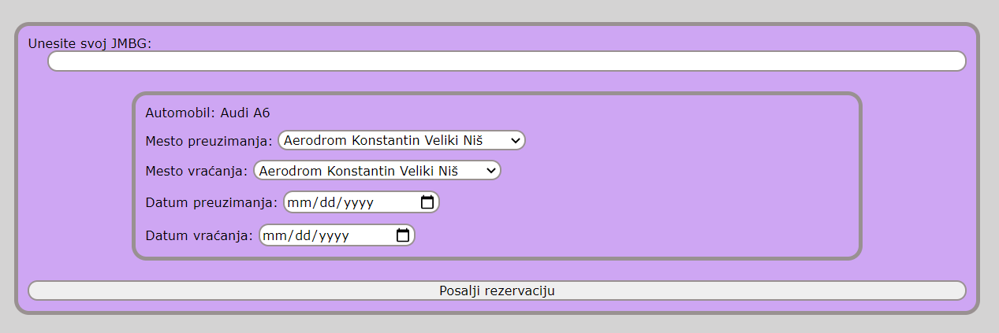 Unesite svoj JMBG:
Automobil: Audi A6
Mesto preuzimanja: Aerodrom Konstantin Veliki Niš
Mesto vraćanja: Aerodrom Konstantin Veliki Niš
Datum preuzimanja: mm/dd/yyyy
Datum vraćanja: mm/dd/yyyy
Posalji rezervaciju